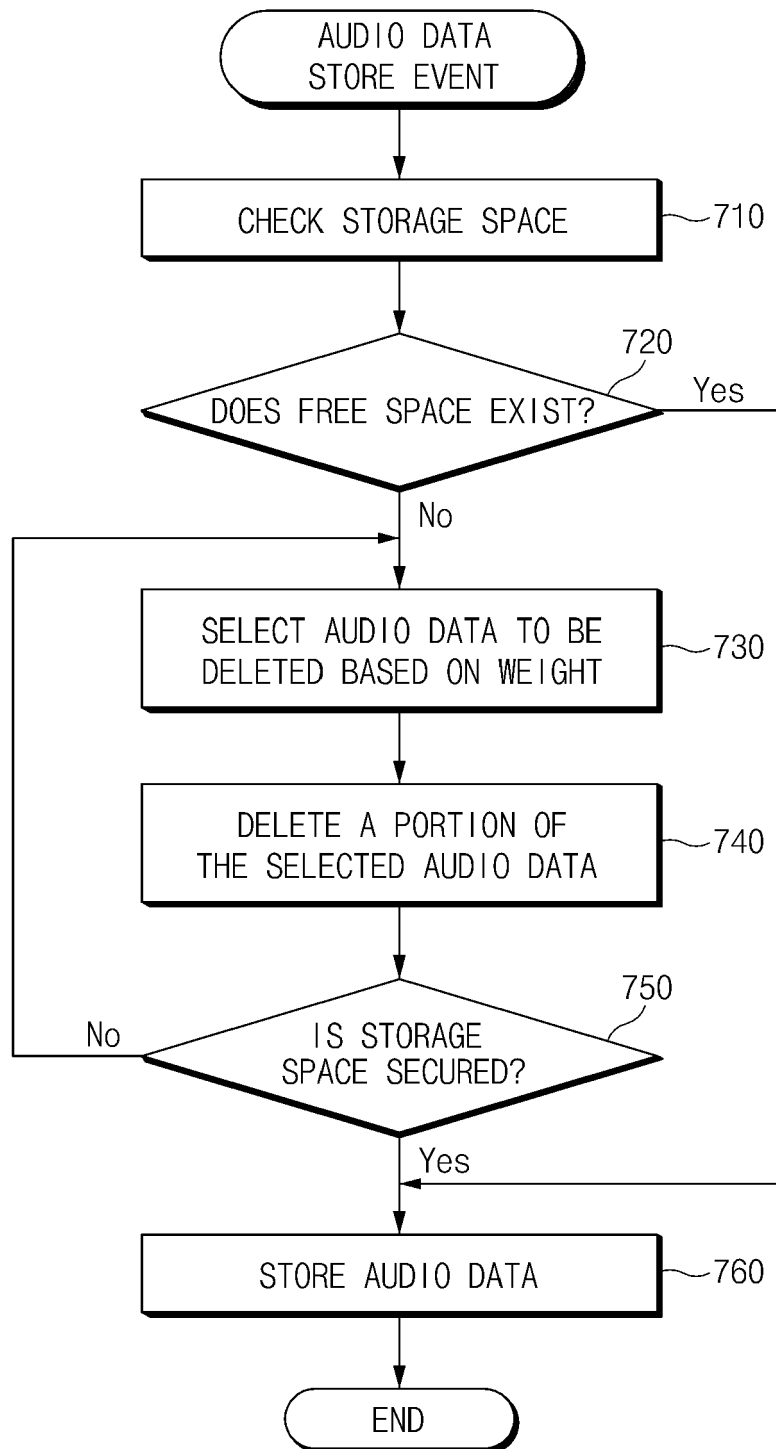 AUDIO DATA
STORE EVENT
CHECK STORAGE SPACE
710
720
DOES FREE SPACE EXIST?
Yes
No
SELECT AUDIO DATA TO BE
DELETED BASED ON WEIGHT
730
DELETE A PORTION OF
THE SELECTED AUDIO DATA
740
750
No
IS STORAGE
SPACE SECURED?
Yes
STORE AUDIO DATA
760
END